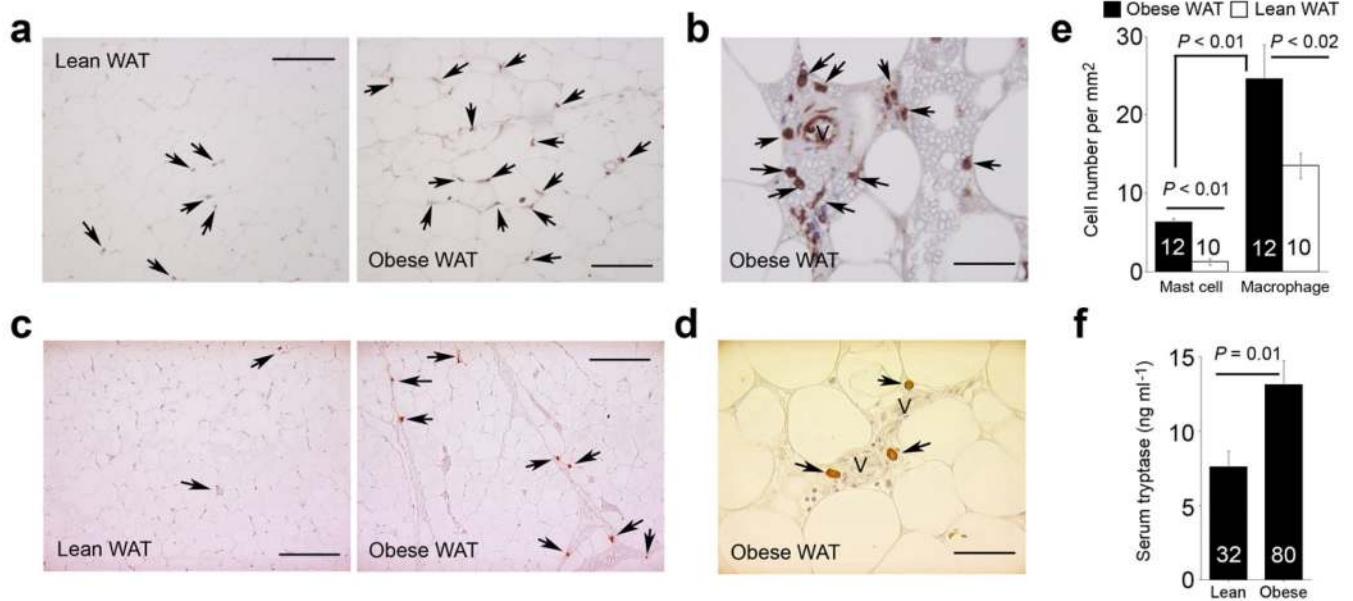 a
Lean WAT
Obese WAT
b
V
Obese WAT
c
Lean WAT
Obese WAT
d
V
V
Obese WAT
Obese WAT Lean WAT
e
P < 0.01 P < 0.02
P < 0.01
Cell number per mm2
30
20
10
0
12 10 12 10
Mast cell Macrophage
f
P = 0.01
Serum tryptase (ng ml-1)
15
10
5
0
32 80
Lean Obese